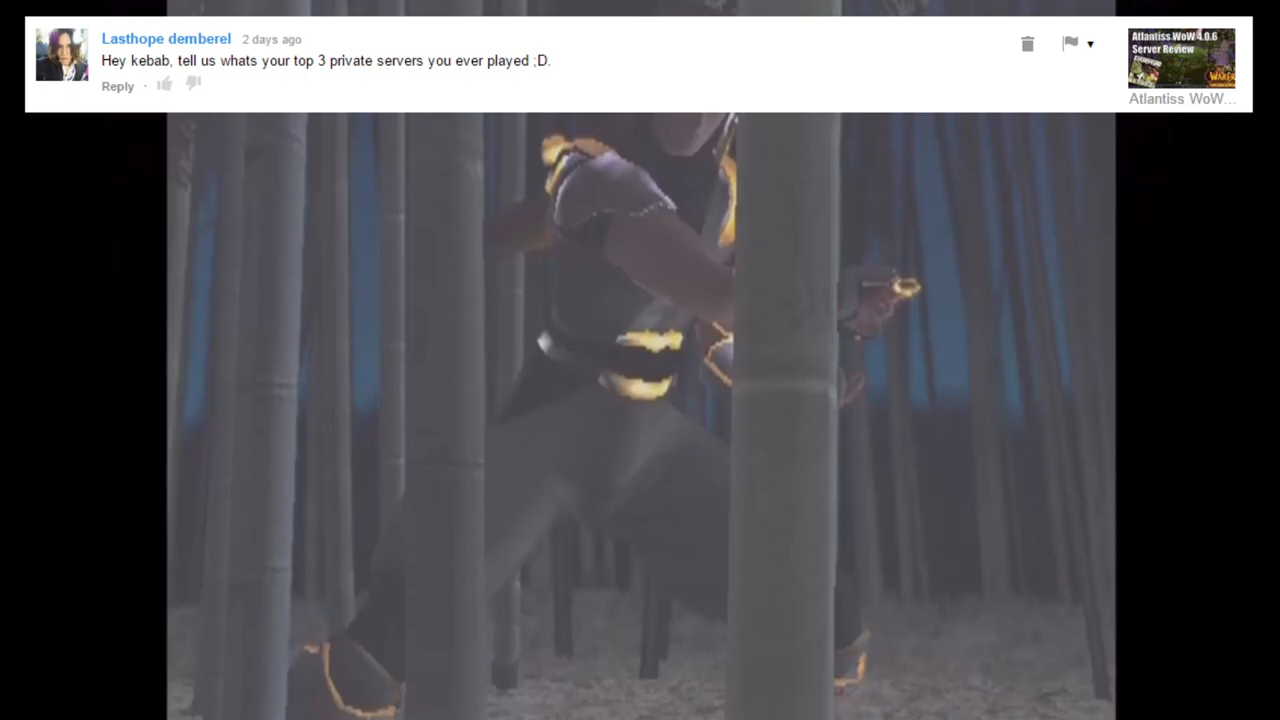 Lasthope demberel 2 days ago
Hey kebab, tell us whats your top 3 private servers you ever played ;D.
Reply ·
Atlantiss WoW 4.0.6
Server Review
Atlantiss WoW...